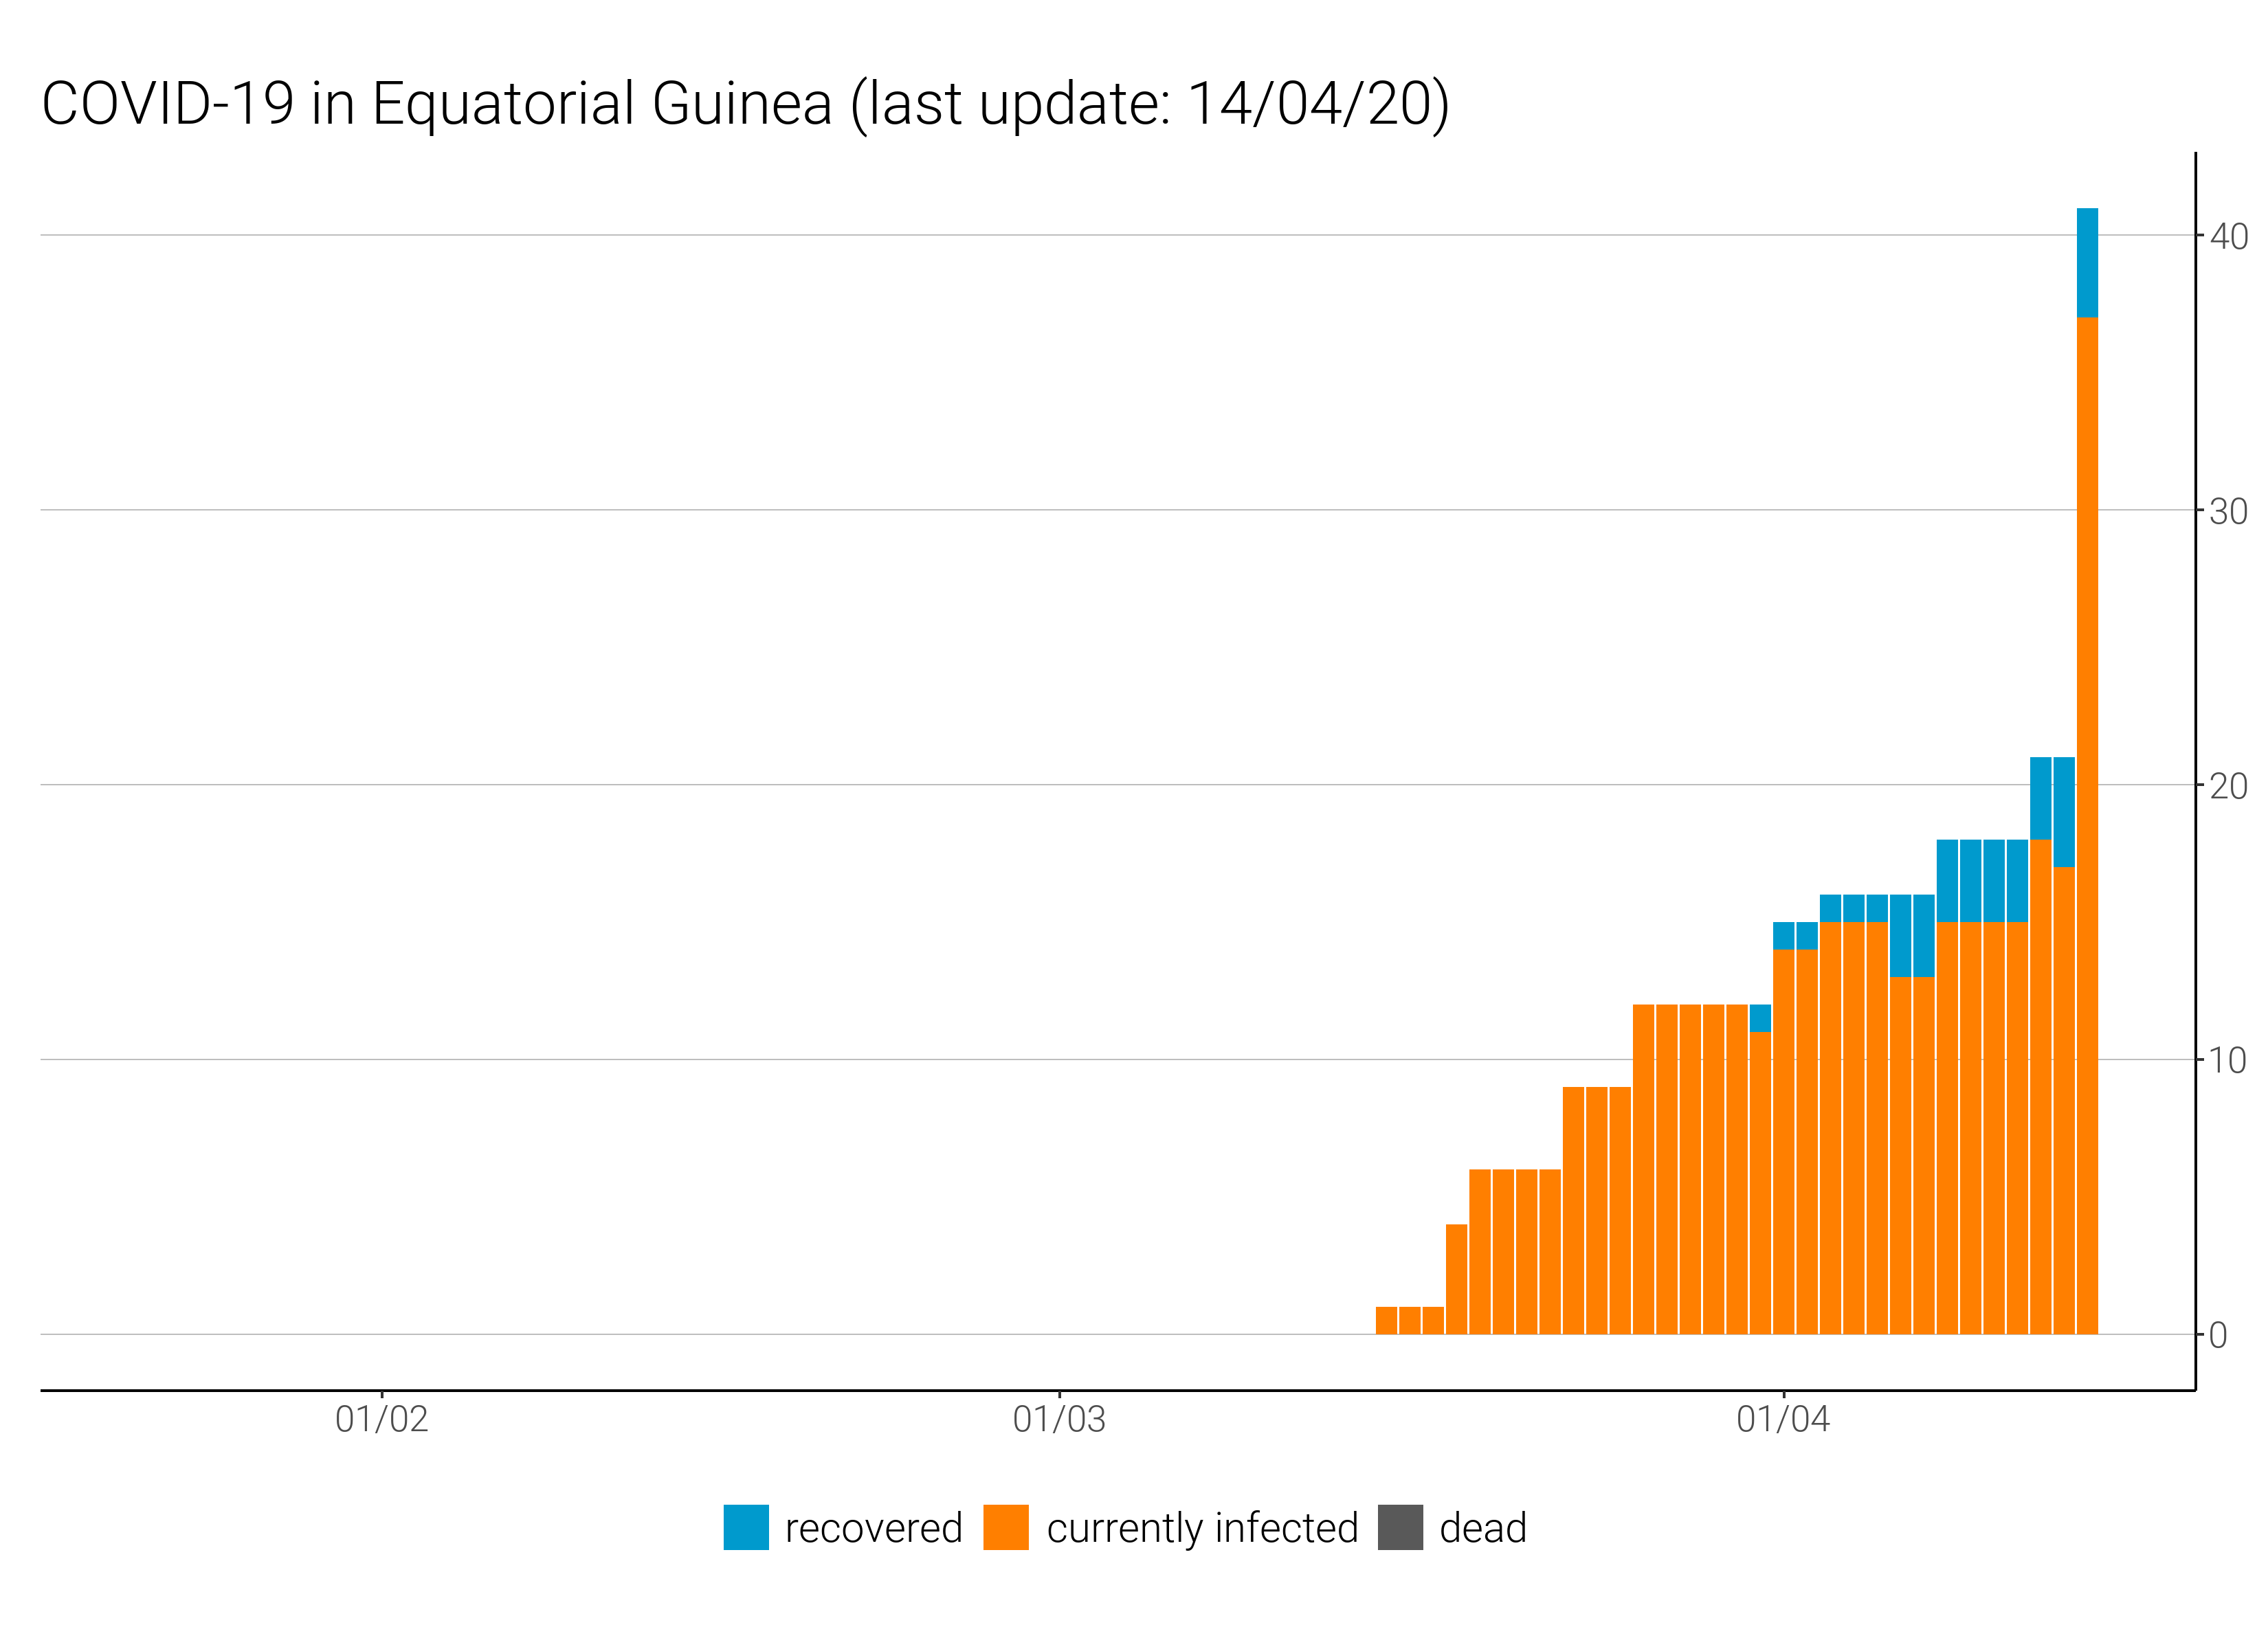 COVID-19 in Equatorial Guinea (last update: 14/04/20)
40
30
20
10
0
01/02 01/03 01/04
recovered currently infected dead